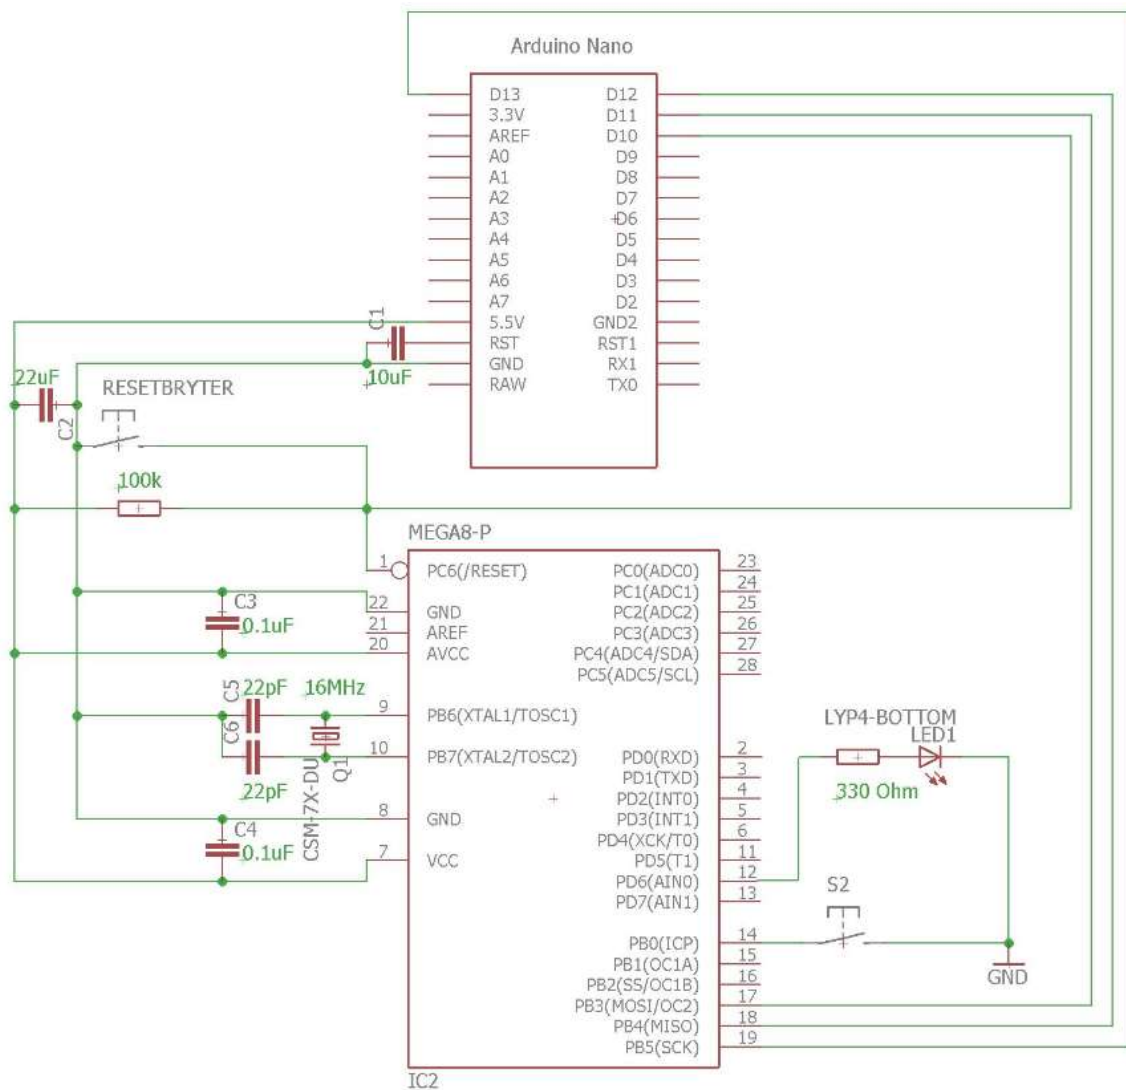 Arduino Nano
D13 D12
3.3V D11
AREF D10
A0 D9
A1 D8
A2 D7
A3 D6
A4 D5
A5 D4
A6 D3
A7 D2
5.5V GND2
RST RST1
GND RX1
RAW TX0
C1
10uF
22uF
C2
RESETBRYTER
100k
MEGA8-P
1 PC6(/RESET) PC0(ADC0) 23
PC1(ADC1) 24
22 GND PC2(ADC2) 25
21 AREF PC3(ADC3) 26
20 AVCC PC4(ADC4/SDA) 27
PC5(ADC5/SCL) 28
C3
0.1uF
C5 22pF 16MHz
9 PB6(XTAL1/TOSC1)
C6
22pF
10 PB7(XTAL2/TOSC2) PD0(RXD) 2
PD1(TXD) 3
CSM-7X-DU
Q1
PD2(INT0) 4
8 GND PD3(INT1) 5
PD4(XCK/T0) 6
C4
0.1uF
7 VCC PD5(T1) 11
PD6(AIN0) 12
PD7(AIN1) 13
LYP4-BOTTOM
LED1
330 Ohm
S2
PB0(ICP) 14
PB1(OC1A) 15
PB2(SS/OC1B) 16
PB3(MOSI/OC2) 17
PB4(MISO) 18
PB5(SCK) 19
GND
IC2